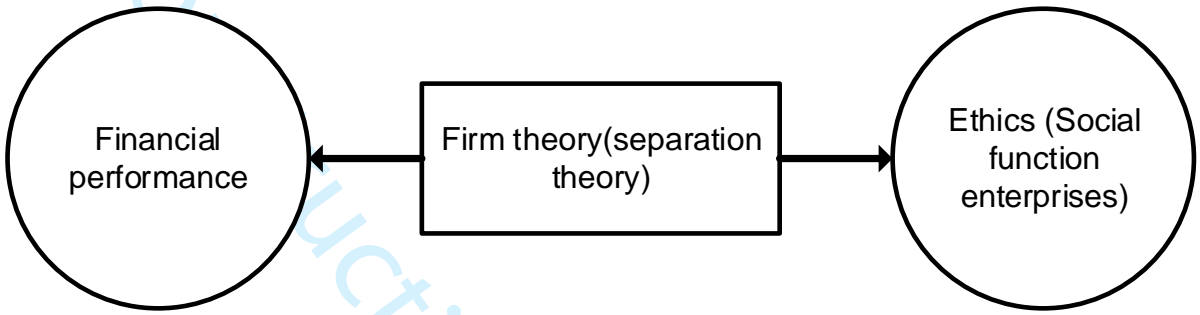 Financial
performance
Firm theory(separation
theory)
Ethics (Social
function
enterprises)